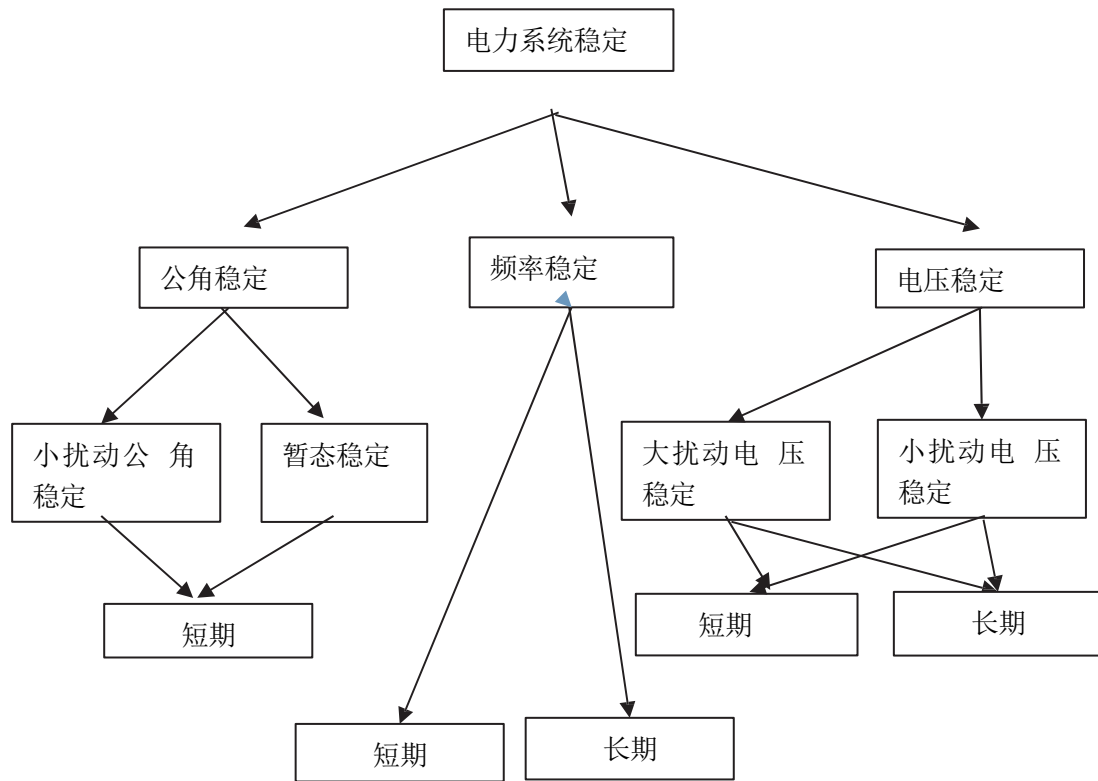 电力系统稳定
公角稳定
频率稳定
电压稳定
小扰动公 角
稳定
暂态稳定
大扰动电 压
稳定
小扰动电 压
稳定
短期
短期
长期
短期
长期